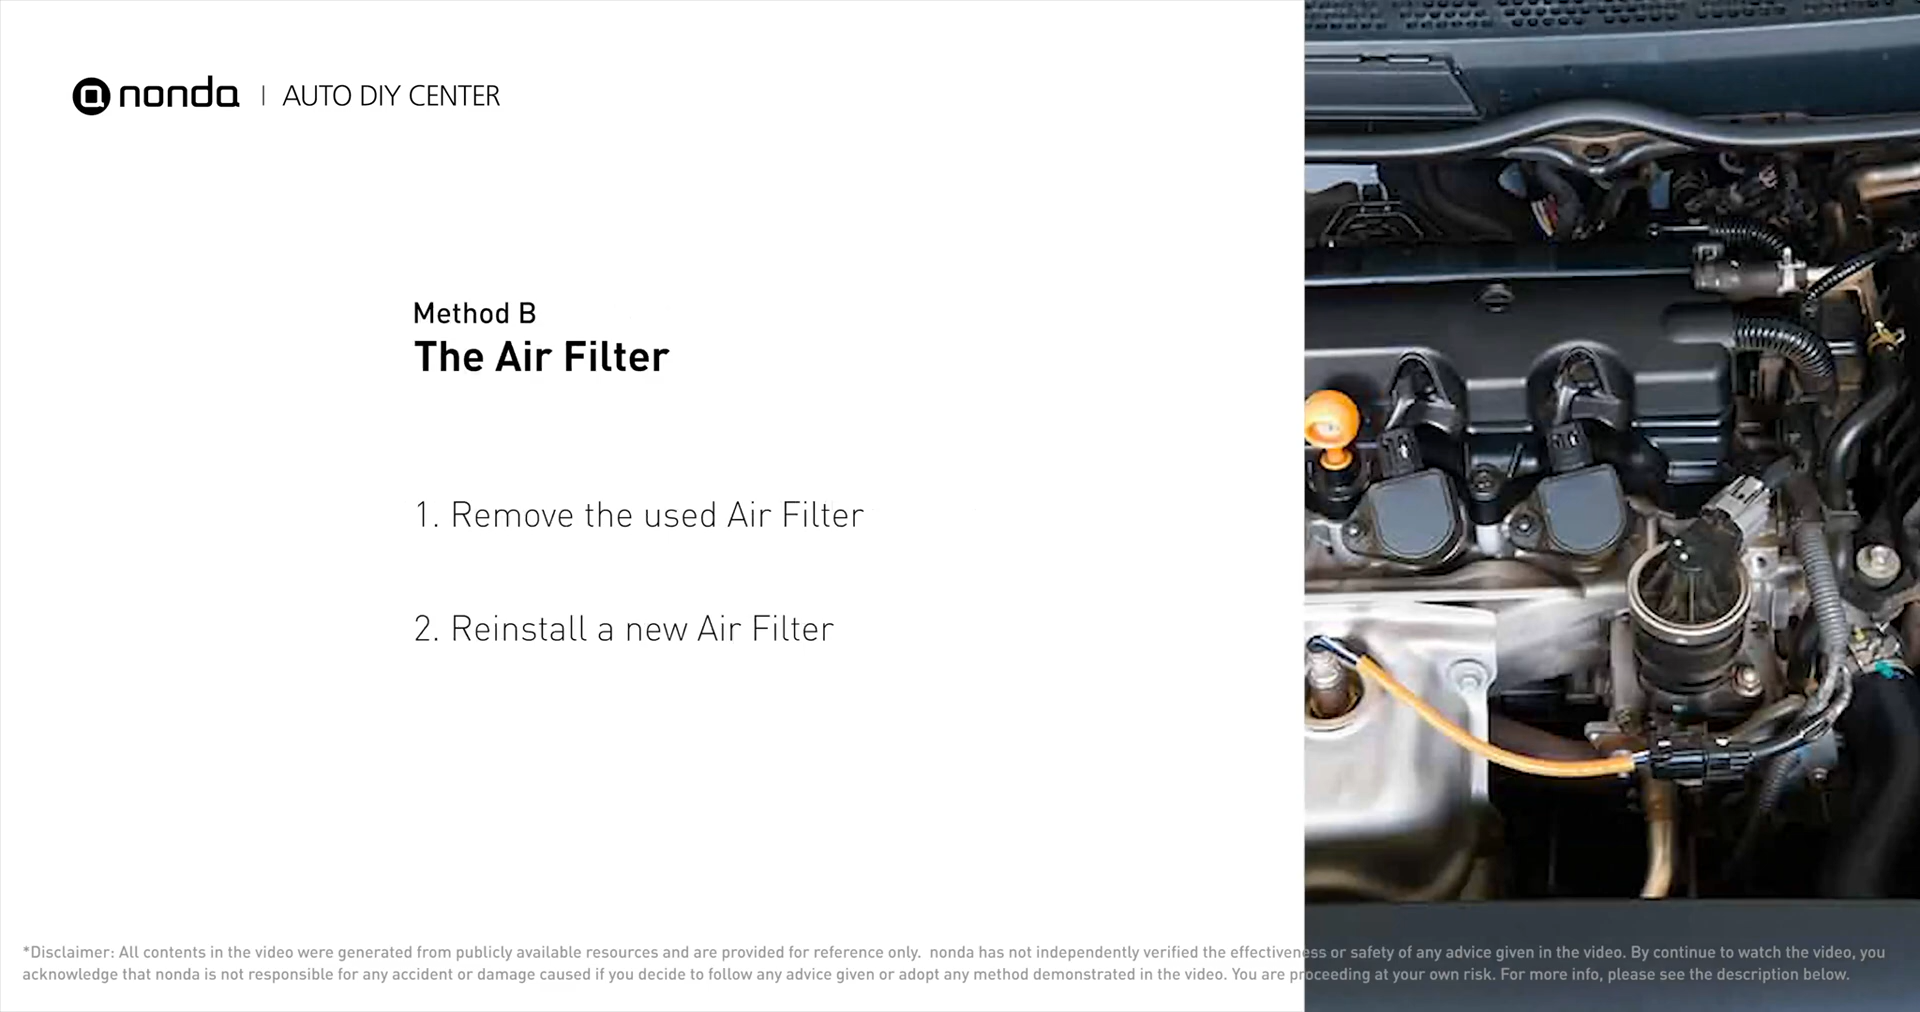 nonda | AUTO DIY CENTER
Method B
The Air Filter
1. Remove the used Air Filter
2. Reinstall a new Air Filter
*Disclaimer: All contents in the video were generated from publicly available resources and are provided for reference only. nonda has not independently verified the effectiveness or safety of any advice given in the video. By continue to watch the video, you
acknowledge that nonda is not responsible for any accident or damage caused if you decide to follow any advice given or adopt any method demonstrated in the video. You are proceeding at your own risk. For more info, please see the description below.